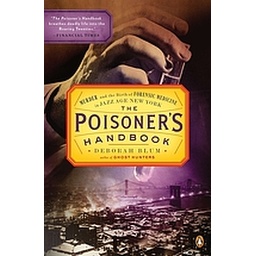 "The Poisoner's Handbook
breathes deadly life into the
Roaring Twenties."
FINANCIAL TIMES
MURDER and the Birth of FORENSIC MEDICINE
in JAZZ AGE NEW YORK
THE
POISONER'S
HANDBOOK
DEBORAH BLUM
author of GHOST HUNTERS